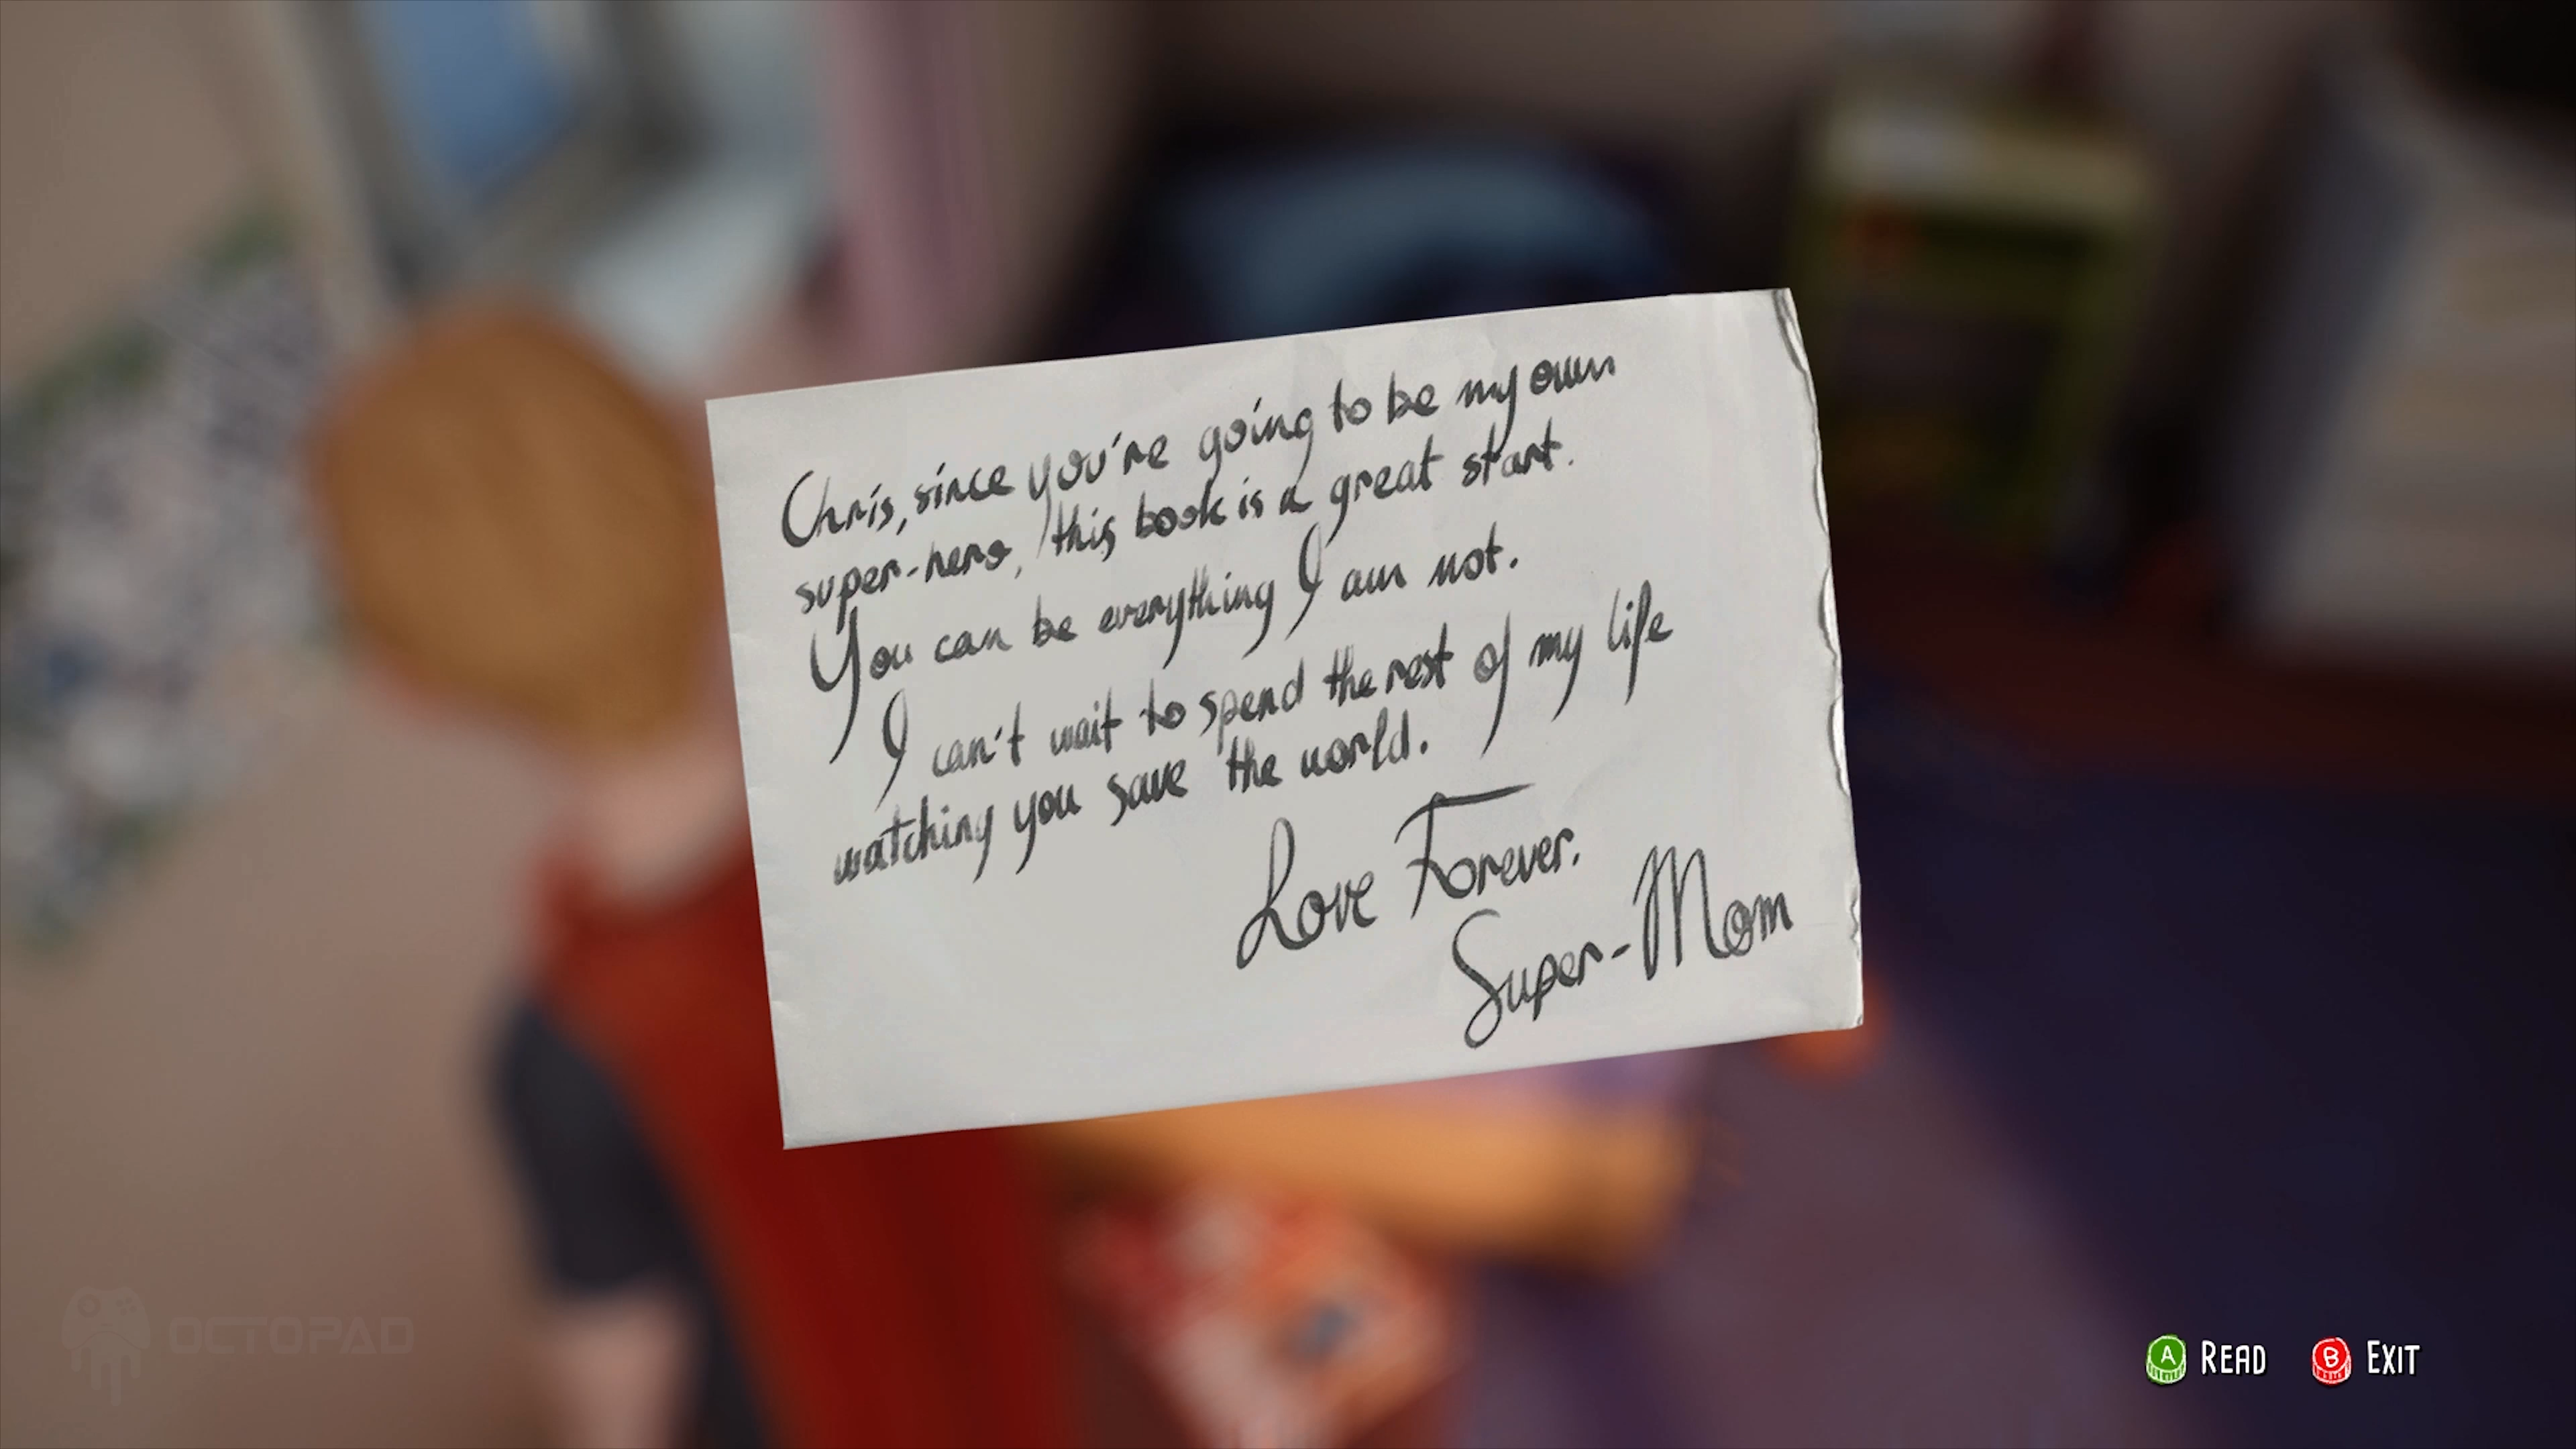 Chris, since you're going to be my own
super-hero, this book is a great start.
You can be everything I am not.
I can't wait to spend the rest of my life
watching you save the world.
Love Forever.
Super-Mom
OCTOPAD
A READ
B EXIT